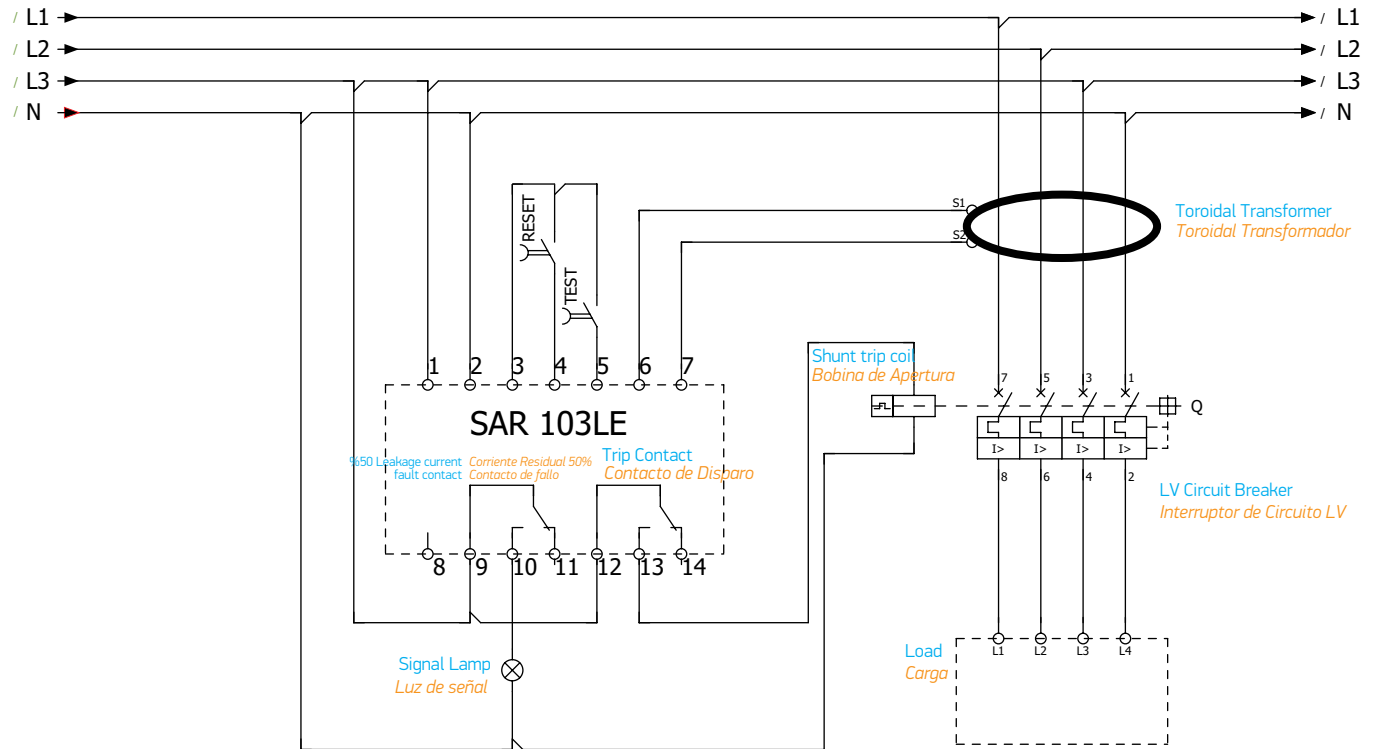 / L1
/ L1
/ L2
/ L2
/ L3
/ L3
/ N
/ N
RESET
TEST
S1
S2
Toroidal Transformer
Toroidal Transformador
1 2 3 4 5 6 7
SAR 103LE
%50 Leakage current
fault contact
Corriente Residual 50%
Contacto de fallo
Trip Contact
Contacto de Disparo
8 9 10 11 12 13 14
Shunt trip coil
Bobina de Apertura
7 5 3 1
Q
I> I> I> I>
8 6 4 2
LV Circuit Breaker
Interruptor de Circuito LV
Signal Lamp
Luz de señal
Load
Carga
L1 L2 L3 L4